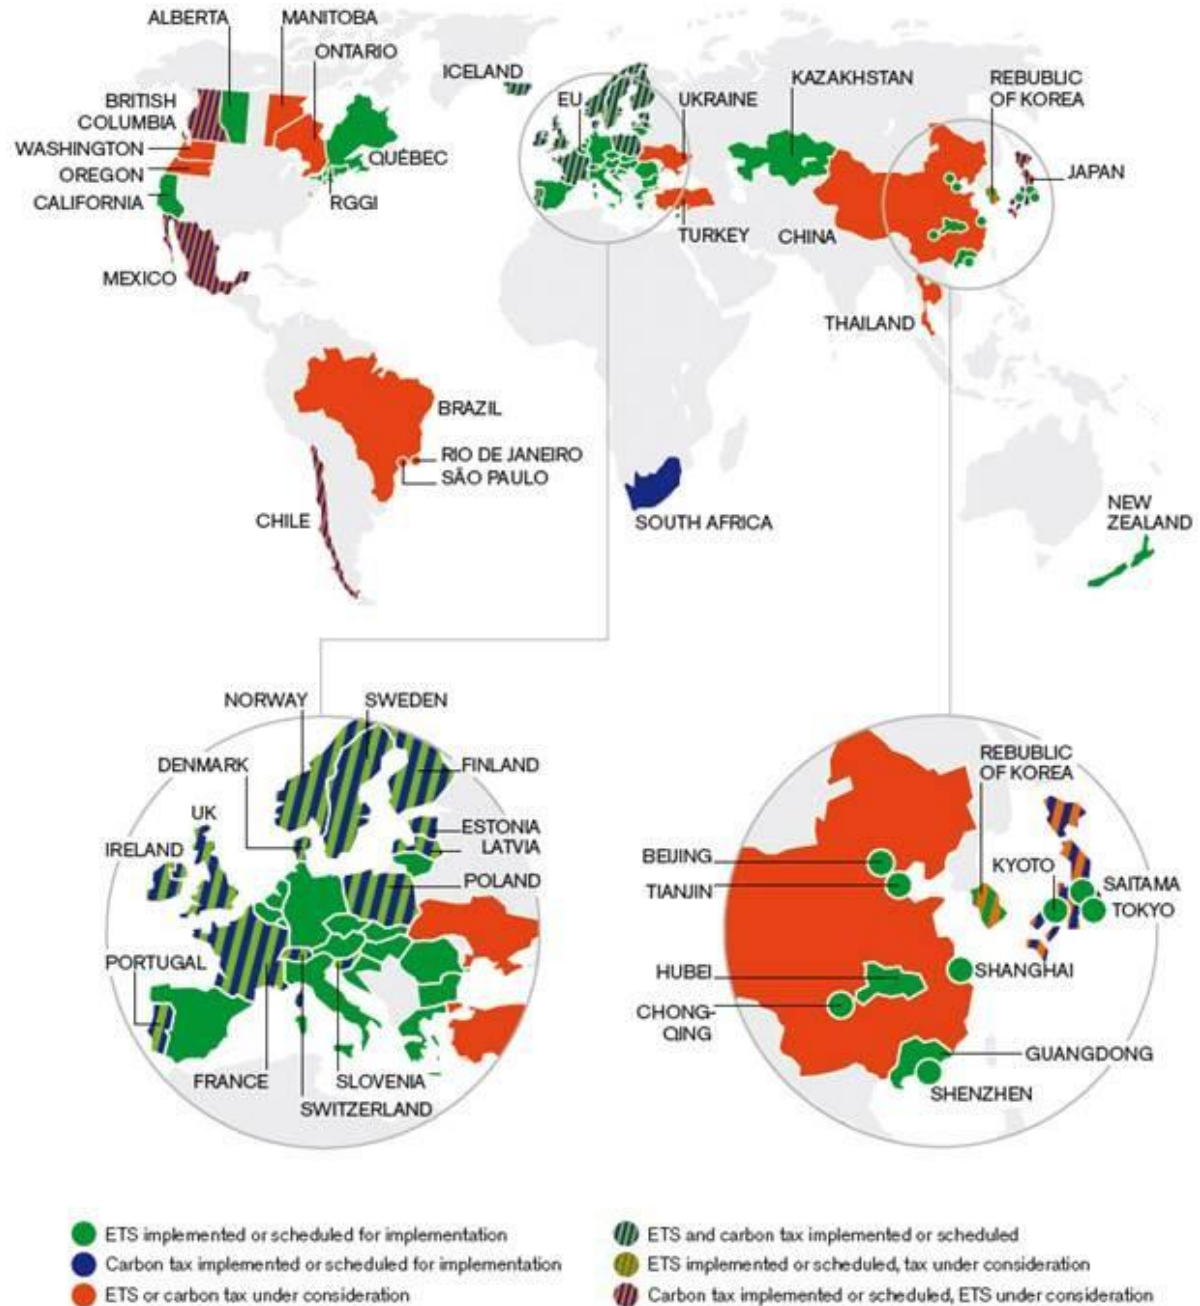 ALBERTA
MANITOBA
ONTARIO
ICELAND
KAZAKHSTAN
REBUBLIC
OF KOREA
BRITISH
COLUMBIA
EU
UKRAINE
WASHINGTON
QUÉBEC
OREGON
JAPAN
CALIFORNIA
RGGI
TURKEY
CHINA
MEXICO
THAILAND
BRAZIL
RIO DE JANEIRO
SÃO PAULO
CHILE
SOUTH AFRICA
NEW
ZEALAND
NORWAY
SWEDEN
DENMARK
FINLAND
UK
ESTONIA
IRELAND
LATVIA
POLAND
PORTUGAL
FRANCE
SLOVENIA
SWITZERLAND
REBUBLIC
OF KOREA
BEIJING
KYOTO
TIANJIN
SAITAMA
TOKYO
HUBEI
SHANGHAI
CHONG-
QING
GUANGDONG
SHENZHEN
ETS implemented or scheduled for implementation
Carbon tax implemented or scheduled for implementation
ETS or carbon tax under consideration
ETS and carbon tax implemented or scheduled
ETS implemented or scheduled, tax under consideration
Carbon tax implemented or scheduled, ETS under consideration